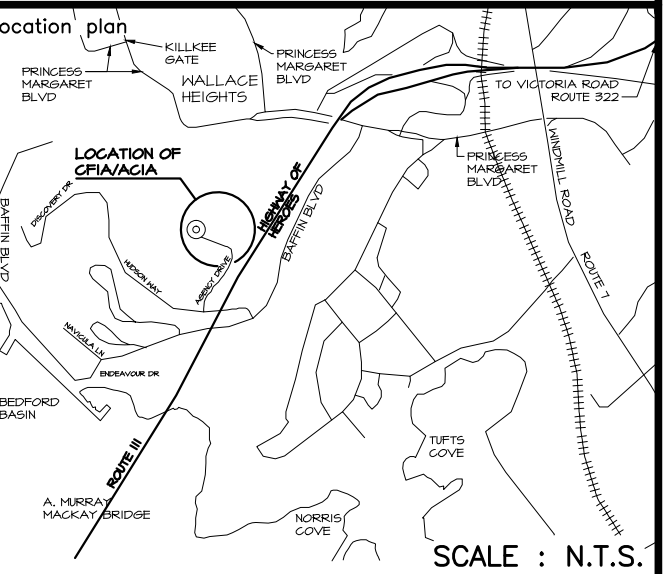 ocation plan
KILLKEE
GATE
PRINCESS
MARGARET
BLVD
PRINCESS
MARGARET
BLVD
WALLACE
HEIGHTS
TO VICTORIA ROAD
ROUTE 322
LOCATION OF
CFIA/ACIA
HIGHWAY OF
HEROES
PRINCESS
MARGARET
BLVD
WINDMILL ROAD
BAFFIN BLVD
DISCOVERY DR
BAFFIN BLVD
HUDSON WAY
AGENCY DRIVE
ROUTE 7
NAVICULA LN
ENDEAVOUR DR
BEDFORD
BASIN
ROUTE III
TUFTS
COVE
A. MURRAY
MACKAY BRIDGE
NORRIS
COVE
SCALE : N.T.S.